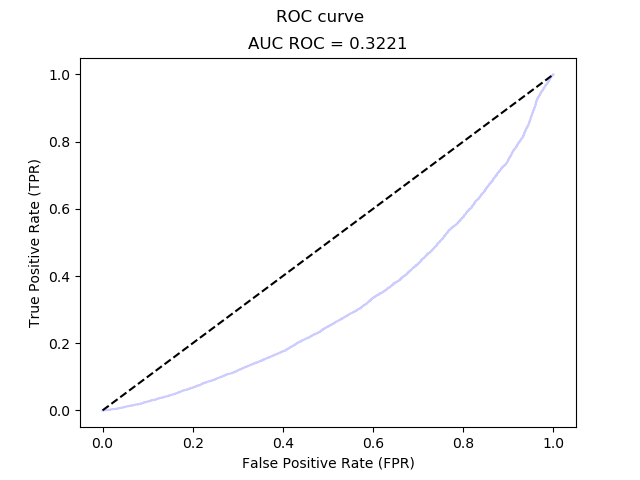 ROC curve
AUC ROC = 0.3221
1.0
0.8
0.6
0.4
0.2
0.0
True Positive Rate (TPR)
0.0 0.2 0.4 0.6 0.8 1.0
False Positive Rate (FPR)